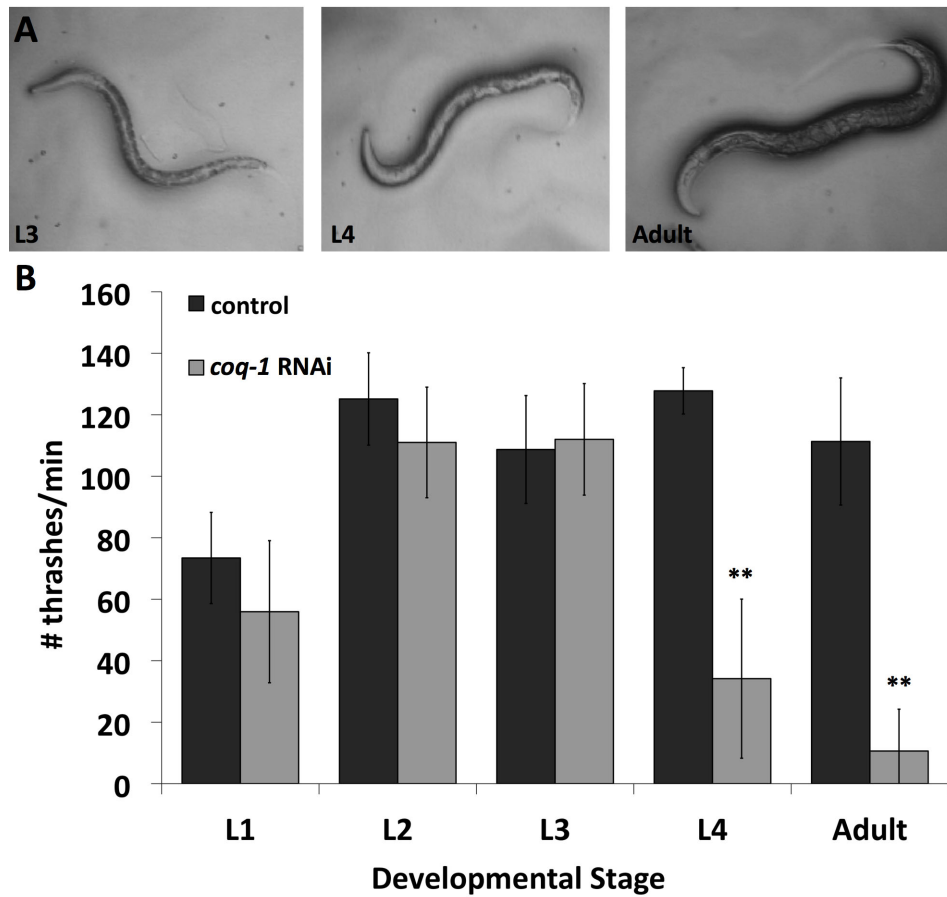 A
L3
L4
Adult
B
160
140
120
100
80
60
40
20
0
# thrashes/min
control
coq-1 RNAi
**
**
L1
L2
L3
L4
Adult
Developmental Stage